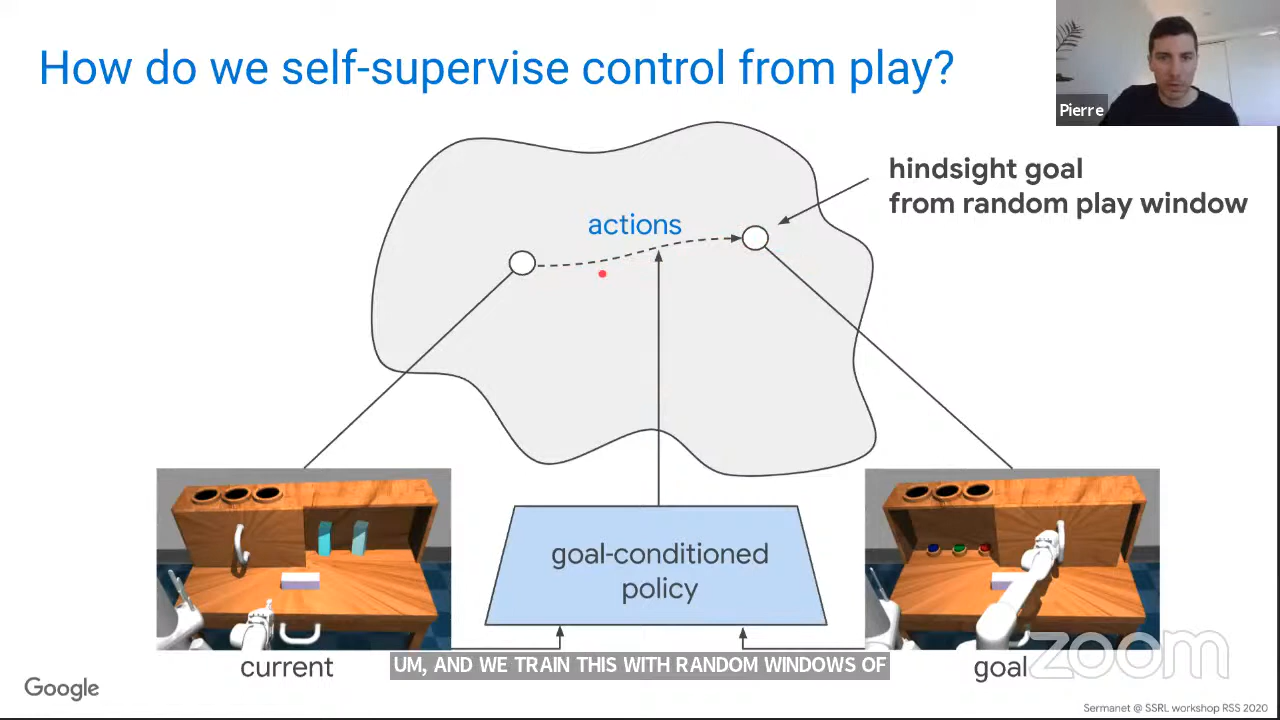 How do we self-supervise control from play?
Pierre
hindsight goal
from random play window
actions
goal-conditioned
policy
current
UM, AND WE TRAIN THIS WITH RANDOM WINDOWS OF
goal
zoom
Google
Sermanet @ SSRL workshop RSS 2020